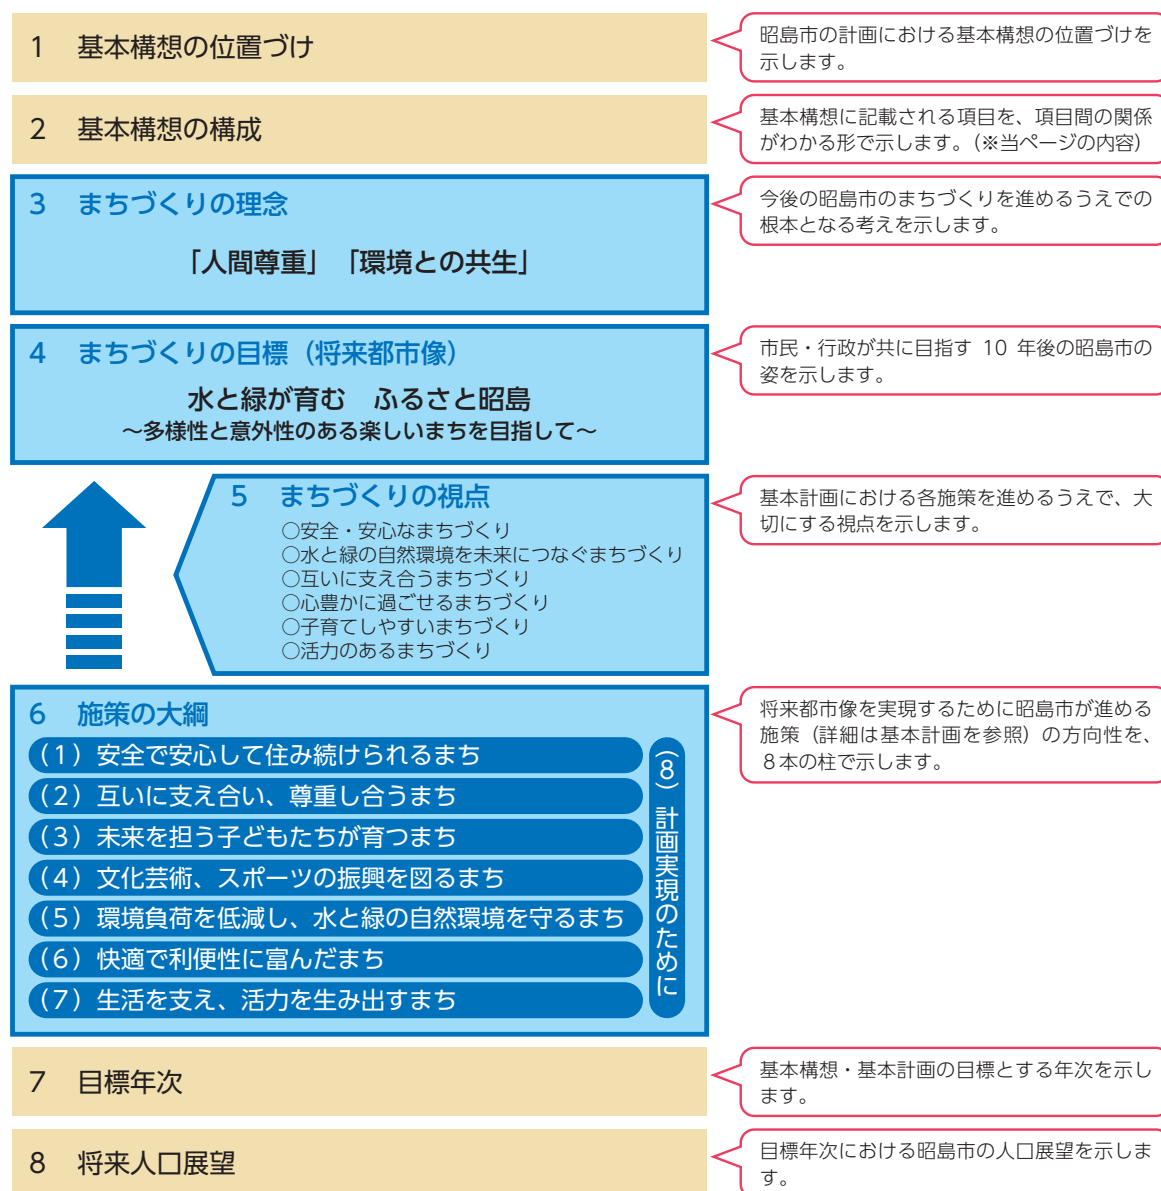 1 基本構想の位置づけ
昭島市の計画における基本構想の位置づけを
示します。
2 基本構想の構成
基本構想に記載される項目を、項目間の関係
がわかる形で示します。(※当ページの内容)
3 まちづくりの理念
「人間尊重」「環境との共生」
今後の昭島市のまちづくりを進めるうえでの
根本となる考えを示します。
4 まちづくりの目標(将来都市像)
水と緑が育む ふるさと昭島
~多様性と意外性のある楽しいまちを目指して~
市民・行政が共に目指す 10 年後の昭島市の
姿を示します。
5 まちづくりの視点
○安全・安心なまちづくり
○水と緑の自然環境を未来につなぐまちづくり
○互いに支え合うまちづくり
○心豊かに過ごせるまちづくり
○子育てしやすいまちづくり
○活力のあるまちづくり
基本計画における各施策を進めるうえで、大
切にする視点を示します。
6 施策の大綱
(1)安全で安心して住み続けられるまち
(2)互いに支え合い、尊重し合うまち
(3)未来を担う子どもたちが育つまち
(4)文化芸術、スポーツの振興を図るまち
(5)環境負荷を低減し、水と緑の自然環境を守るまち
(6)快適で利便性に富んだまち
(7)生活を支え、活力を生み出すまち
(8)計画実現のために
将来都市像を実現するために昭島市が進める
施策(詳細は基本計画を参照)の方向性を、
8本の柱で示します。
7 目標年次
基本構想・基本計画の目標とする年次を示し
ます。
8 将来人口展望
目標年次における昭島市の人口展望を示しま
す。